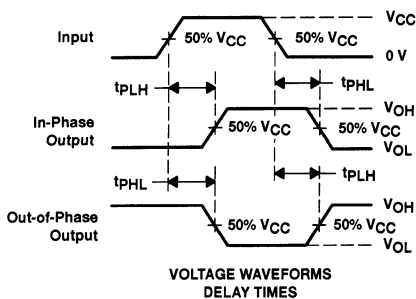 VCC
Input
50% VCC
50% VCC
0 V
tPLH
tPHL
VOH
In-Phase
Output
50% VCC
50% VCC
VOL
tPHL
tPLH
VOH
Out-of-Phase
Output
50% VCC
50% VCC
VOL
VOLTAGE WAVEFORMS
DELAY TIMES